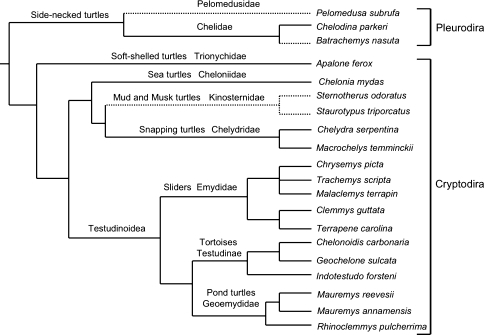 Pelomedusidae
Side-necked turtles
Pelomedusa subrufa
Chelidae
Chelodina parkeri
Batrachemys nasuta
Pleurodira
Soft-shelled turtles Trionychidae
Apalone ferox
Sea turtles Cheloniidae
Chelonia mydas
Mud and Musk turtles Kinosternidae
Sternotherus odoratus
Staurotypus triporcatus
Snapping turtles Chelydridae
Chelydra serpentina
Macrochelys temminckii
Chrysemys picta
Sliders Emydidae
Trachemys scripta
Malaclemys terrapin
Cryptodira
Clemmys guttata
Terrapene carolina
Testudinoidea
Tortoises
Testudinae
Chelonoidis carbonaria
Geochelone sulcata
Indotestudo forsteni
Pond turtles
Geoemydidae
Mauremys reevesii
Mauremys annamensis
Rhinoclemmys pulcherrima